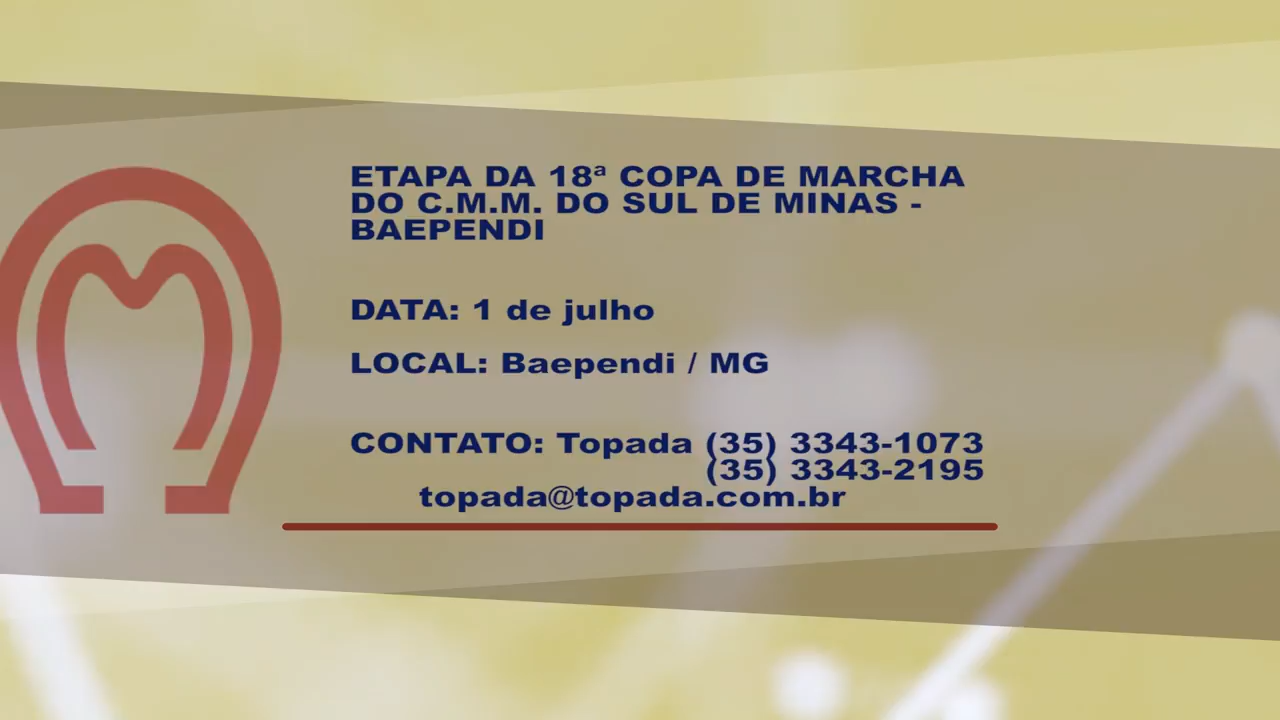 ETAPA DA 18ª COPA DE MARCHA
DO C.M.M. DO SUL DE MINAS -
BAEPENDI
DATA: 1 de julho
LOCAL: Baependi / MG
CONTATO: Topada (35) 3343-1073
(35) 3343-2195
topada@topada.com.br